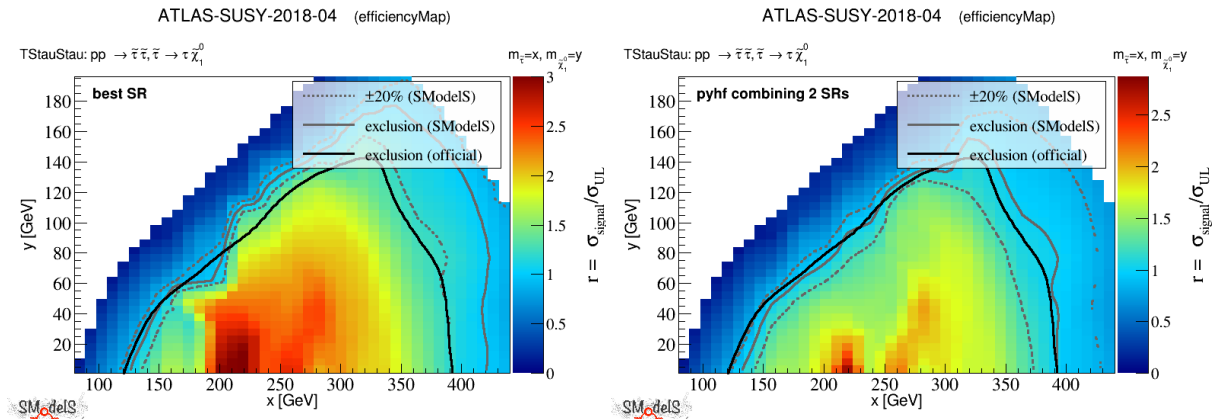 ATLAS-SUSY-2018-04 (efficiencyMap)
TStauStau: pp → τ̃ τ̃, τ̃ → τ χ̃₁⁰
m_τ̃=x, m_χ̃₁⁰=y
best SR
±20% (SModelS)
exclusion (SModelS)
exclusion (official)
y [GeV]
180
160
140
120
100
80
60
40
20
100 150 200 250 300 350 400
x [GeV]
3
2.5
2
1.5
1
0.5
0
r = σ_signal/σ_UL
SModelS
ATLAS-SUSY-2018-04 (efficiencyMap)
TStauStau: pp → τ̃ τ̃, τ̃ → τ χ̃₁⁰
m_τ̃=x, m_χ̃₁⁰=y
pyhf combining 2 SRs
±20% (SModelS)
exclusion (SModelS)
exclusion (official)
y [GeV]
180
160
140
120
100
80
60
40
20
100 150 200 250 300 350 400
x [GeV]
2.5
2
1.5
1
0.5
0
r = σ_signal/σ_UL
SModelS